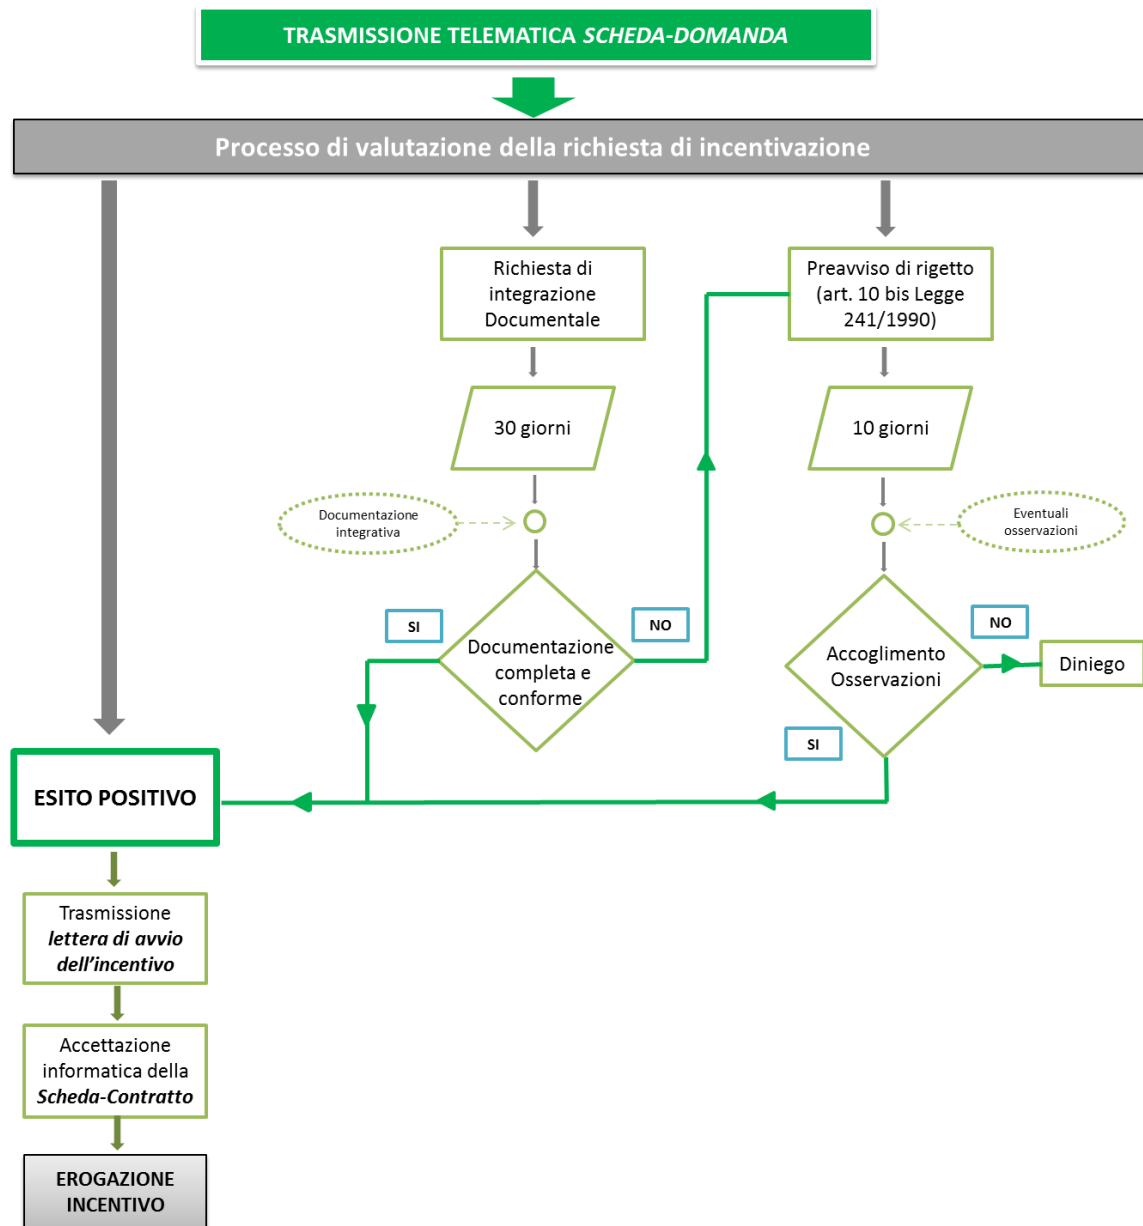 TRASMISSIONE TELEMATICA SCHEDA-DOMANDA
Processo di valutazione della richiesta di incentivazione
Richiesta di
integrazione
Documentale
Preavviso di rigetto
(art. 10 bis Legge
241/1990)
30 giorni
10 giorni
Documentazione
integrativa
Eventuali
osservazioni
SI
NO
Documentazione
completa e
conforme
NO
Accoglimento
Osservazioni
Diniego
SI
ESITO POSITIVO
Trasmissione
lettera di avvio
dell’incentivo
Accettazione
informatica della
Scheda-Contratto
EROGAZIONE
INCENTIVO